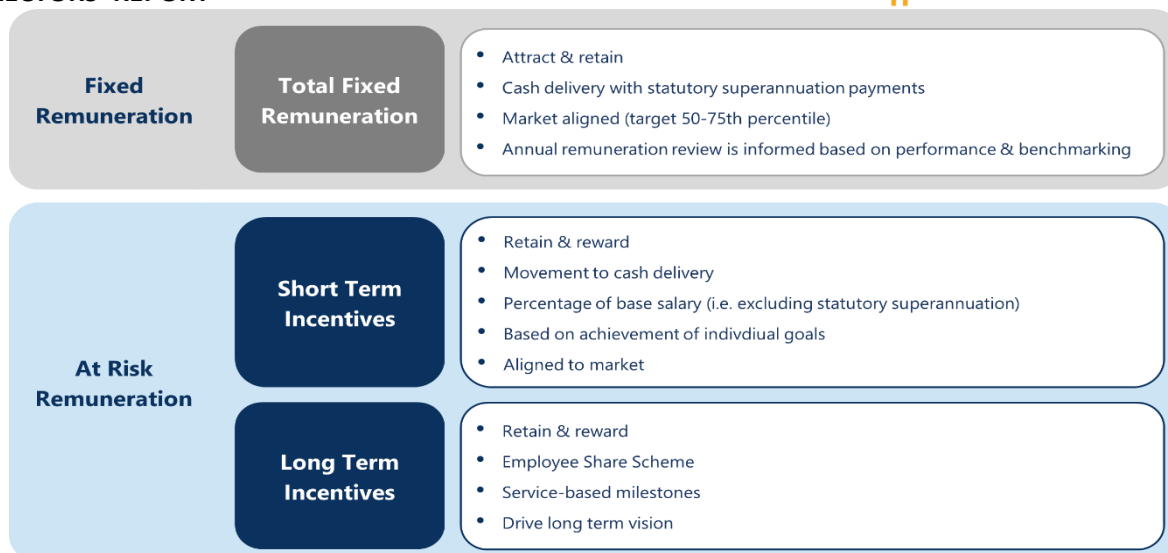 Fixed
Remuneration
Total Fixed
Remuneration
• Attract & retain
• Cash delivery with statutory superannuation payments
• Market aligned (target 50-75th percentile)
• Annual remuneration review is informed based on performance & benchmarking
At Risk
Remuneration
Short Term
Incentives
• Retain & reward
• Movement to cash delivery
• Percentage of base salary (i.e. excluding statutory superannuation)
• Based on achievement of indivdiual goals
• Aligned to market
Long Term
Incentives
• Retain & reward
• Employee Share Scheme
• Service-based milestones
• Drive long term vision